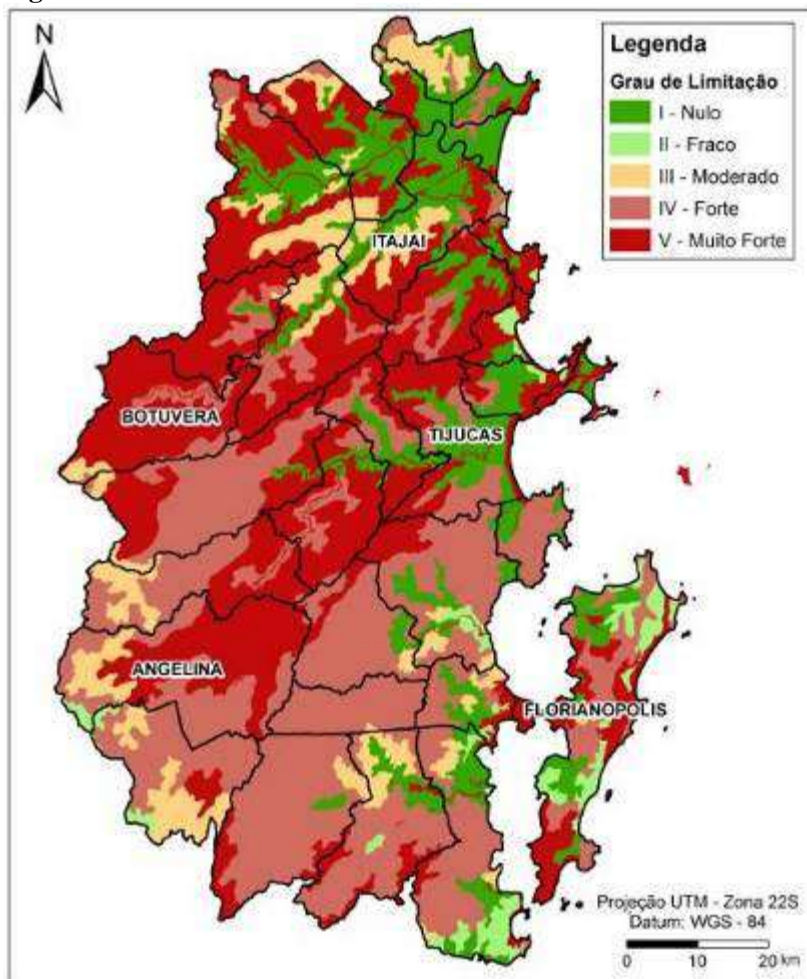 N
Legenda
Grau de Limitação
I - Nulo
II - Fraco
III - Moderado
IV - Forte
V - Muito Forte
ITAJAI
BOTUVERA
TIJUCAS
ANGELINA
FLORIANOPOLIS
Projeção UTM - Zona 22S
Datum: WGS - 84
0 10 20 km